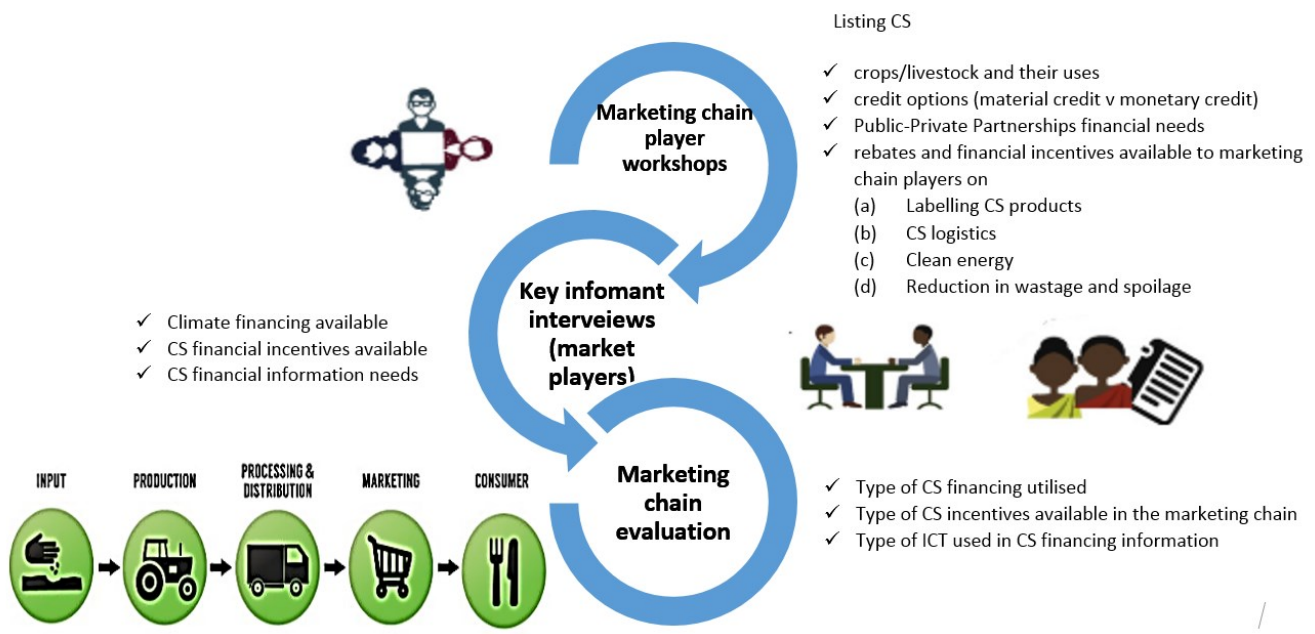 Listing CS
✓ crops/livestock and their uses
✓ credit options (material credit v monetary credit)
✓ Public-Private Partnerships financial needs
✓ rebates and financial incentives available to marketing
chain players on
(a) Labelling CS products
(b) CS logistics
(c) Clean energy
(d) Reduction in wastage and spoilage
Marketing chain
player
workshops
Key infomant
interveiews
(market
players)
✓ Climate financing available
✓ CS financial incentives available
✓ CS financial information needs
Marketing
chain
evaluation
✓ Type of CS financing utilised
✓ Type of CS incentives available in the marketing chain
✓ Type of ICT used in CS financing information
INPUT
PRODUCTION
PROCESSING &
DISTRIBUTION
MARKETING
CONSUMER